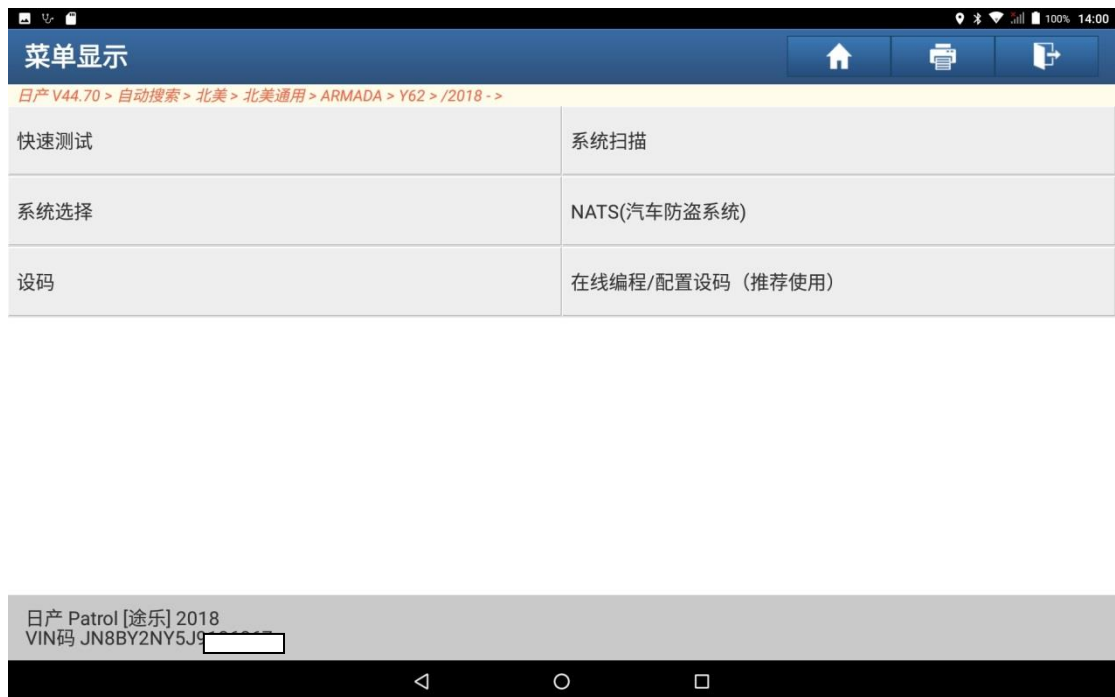 100% 14:00
菜单显示
日产 V44.70 > 自动搜索 > 北美 > 北美通用 > ARMADA > Y62 > /2018 - >
快速测试
系统扫描
系统选择
NATS(汽车防盗系统)
设码
在线编程/配置设码（推荐使用）
日产 Patrol [途乐] 2018
VIN码 JN8BY2NY5J9